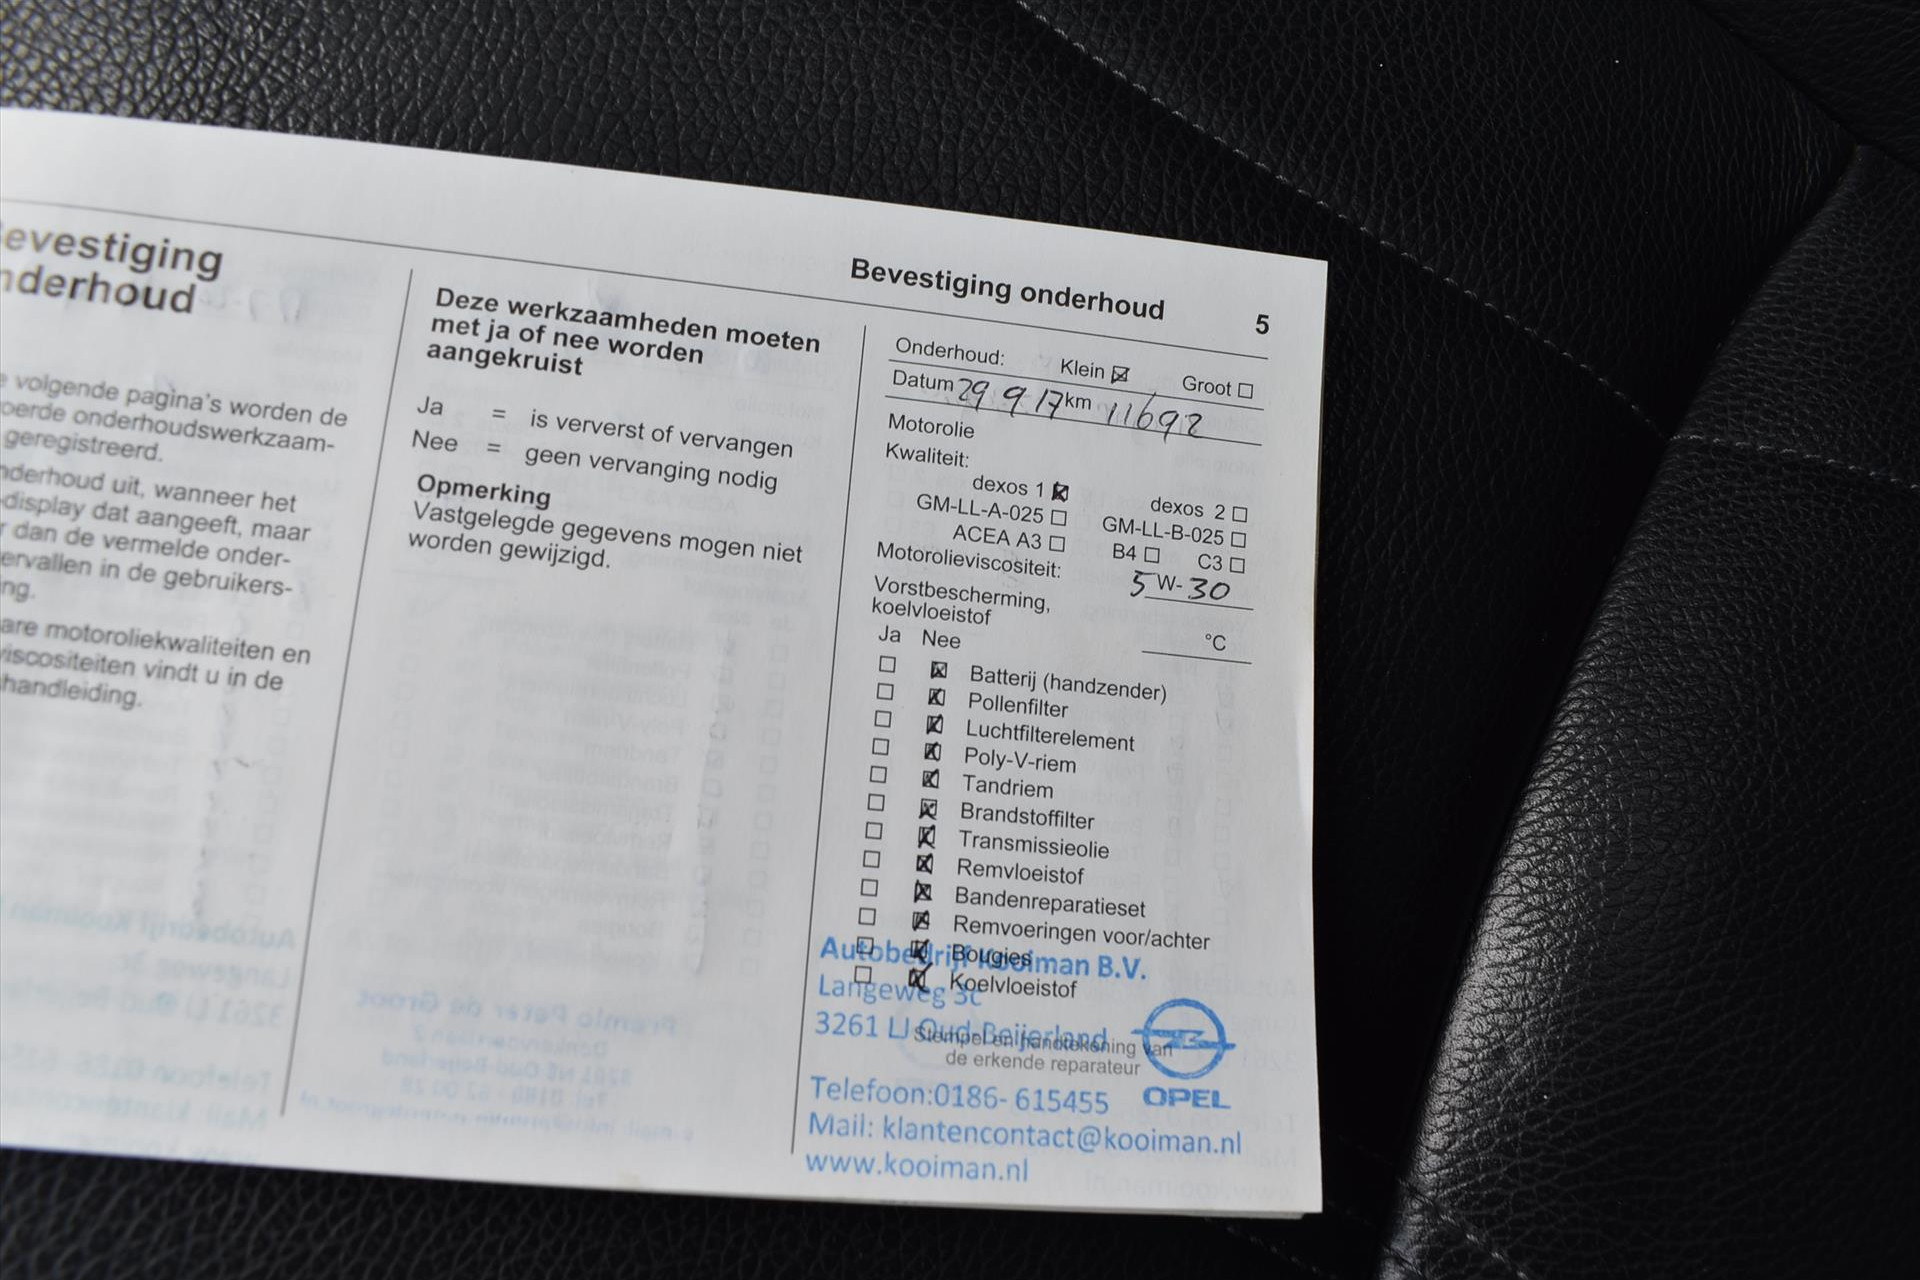 Bevestiging onderhoud 5
evestiging
nderhoud
volgende pagina's worden de
oerde onderhoudswerkzaam-
geregistreerd.
nderhoud uit, wanneer het
display dat aangeeft, maar
dan de vermelde onder-
ervallen in de gebruikers-
ng.
are motoroliekwaliteiten en
viscositeiten vindt u in de
handleiding.
Deze werkzaamheden moeten
met ja of nee worden
aangekruist
Ja = is ververst of vervangen
Nee = geen vervanging nodig
Opmerking
Vastgelegde gegevens mogen niet
worden gewijzigd.
Onderhoud: Klein Groot
Datum 29 9 17 km 11692
Motorolie
Kwaliteit:
dexos 1 dexos 2
GM-LL-A-025 GM-LL-B-025
ACEA A3 B4 C3
Motorolieviscositeit: 5 W- 30
Vorstbescherming,
koelvloeistof °C
Ja Nee
Batterij (handzender)
Pollenfilter
Luchtfilterelement
Poly-V-riem
Tandriem
Brandstoffilter
Transmissieolie
Remvloeistof
Bandenreparatieset
Remvoeringen voor/achter
Bougies
Koelvloeistof
Stempel en handtekening van
de erkende reparateur
Autobedrijf Kooiman B.V.
Langeweg 3c
3261 LJ Oud-Beijerland
OPEL
Telefoon:0186- 615455
Mail: klantencontact@kooiman.nl
www.kooiman.nl